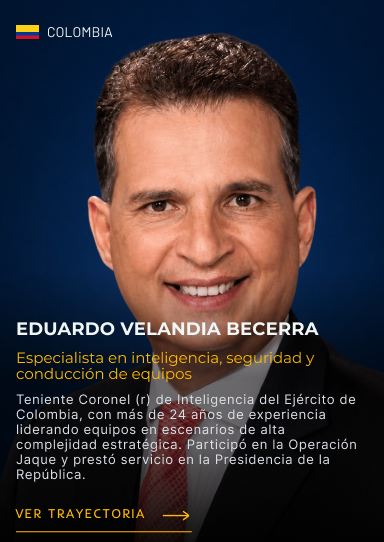 COLOMBIA
EDUARDO VELANDIA BECERRA
Especialista en inteligencia, seguridad y
conducción de equipos
Teniente Coronel (r) de Inteligencia del Ejército de
Colombia, con más de 24 años de experiencia
liderando equipos en escenarios de alta
complejidad estratégica. Participó en la Operación
Jaque y prestó servicio en la Presidencia de la
República.
VER TRAYECTORIA